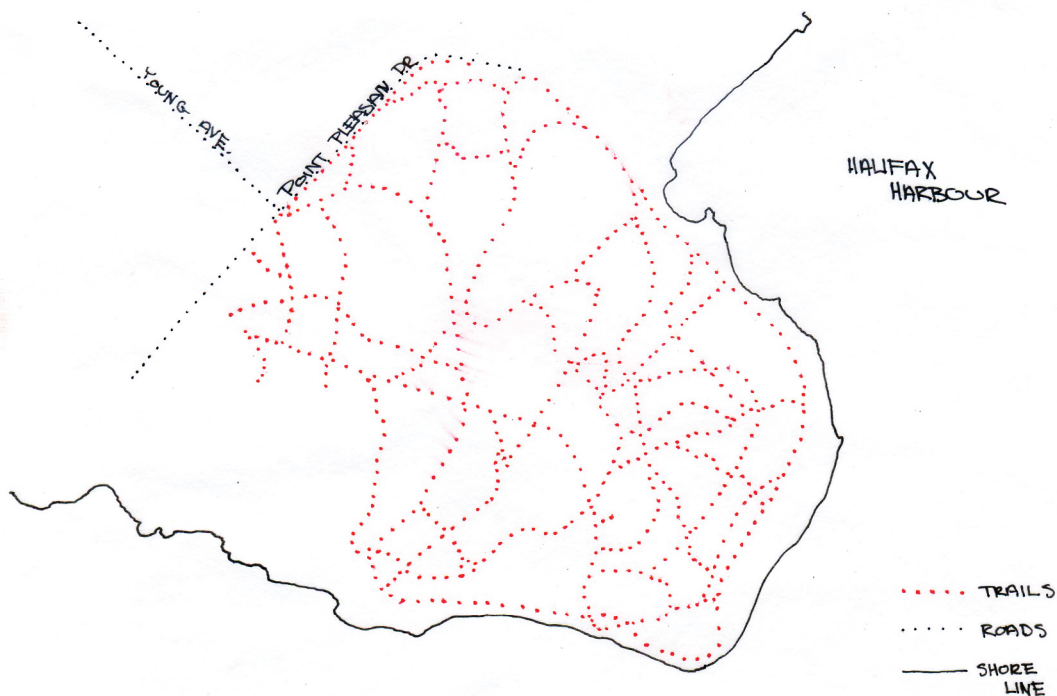 YOUNG AVE.
POINT PLEASAN DR
HALIFAX
HARBOUR
TRAILS
ROADS
SHORE
LINE